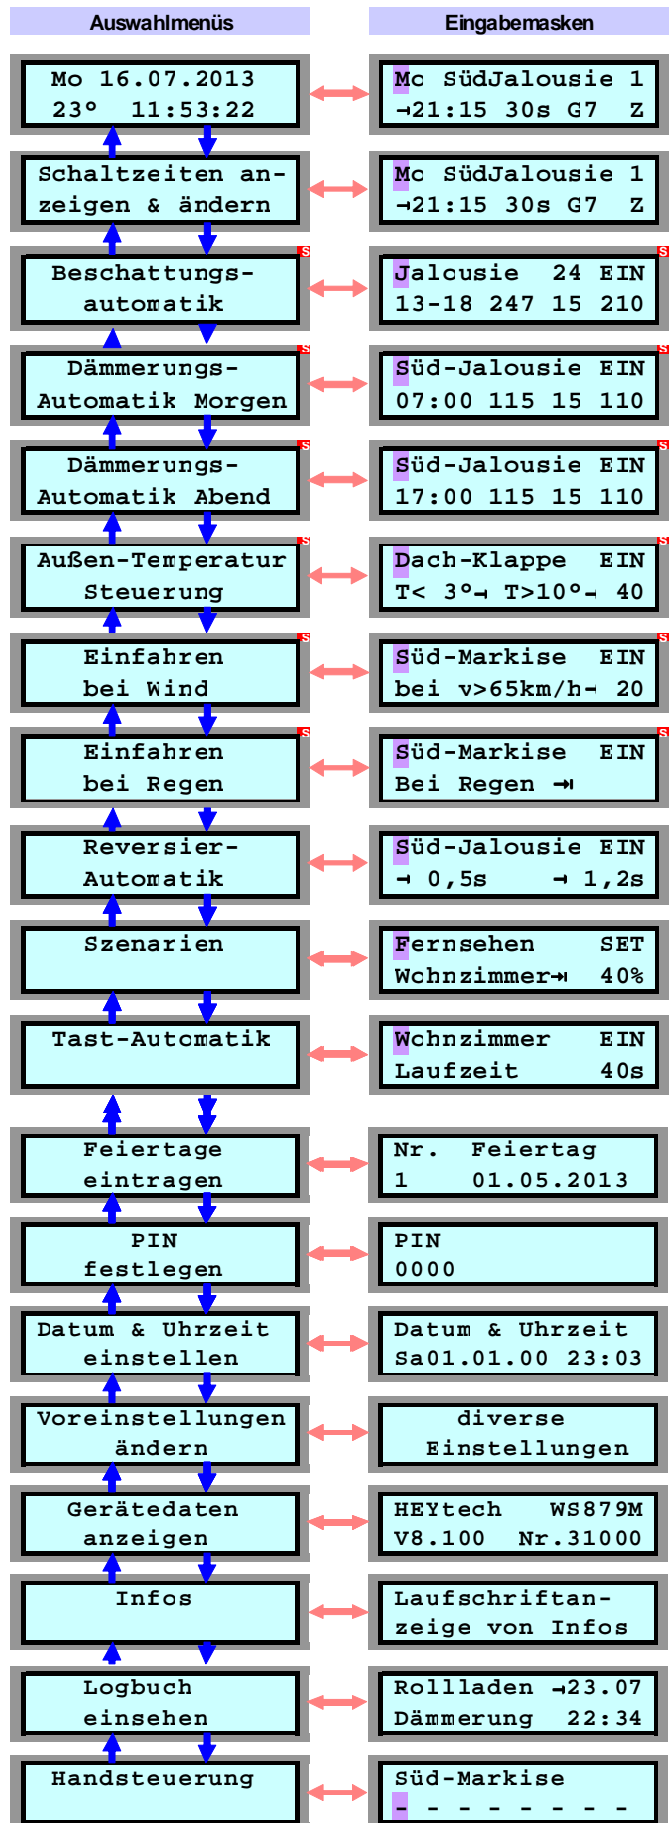 Auswahlmenüs Eingabemasken
Mo 16.07.2013
23° 11:53:22
Mo SüdJalousie 1
→21:15 30s G7 Z
Schaltzeiten an-
zeigen & ändern
Mo SüdJalousie 1
→21:15 30s G7 Z
S
Beschattungs-
automatik
S
Jalousie 24 EIN
13-18 247 15 210
S
Dämmerungs-
Automatik Morgen
S
Süd-Jalousie EIN
07:00 115 15 110
S
Dämmerungs-
Automatik Abend
S
Süd-Jalousie EIN
17:00 115 15 110
S
Außen-Temperatur
Steuerung
S
Dach-Klappe EIN
T< 3°→ T>10°→ 40
S
Einfahren
bei Wind
S
Süd-Markise EIN
bei v>65km/h→ 20
S
Einfahren
bei Regen
S
Süd-Markise EIN
Bei Regen →
Reversier-
Automatik
Süd-Jalousie EIN
→ 0,5s → 1,2s
Szenarien
Fernsehen SET
Wohnzimmer→ 40%
Tast-Automatik
Wohnzimmer EIN
Laufzeit 40s
Feiertage
eintragen
Nr. Feiertag
1 01.05.2013
PIN
festlegen
PIN
0000
Datum & Uhrzeit
einstellen
Datum & Uhrzeit
Sa01.01.00 23:03
Voreinstellungen
ändern
diverse
Einstellungen
Gerätedaten
anzeigen
HEYtech WS879M
V8.100 Nr.31000
Infos
Laufschriftan-
zeige von Infos
Logbuch
einsehen
Rollladen →23.07
Dämmerung 22:34
Handsteuerung
Süd-Markise
- - - - - - - -